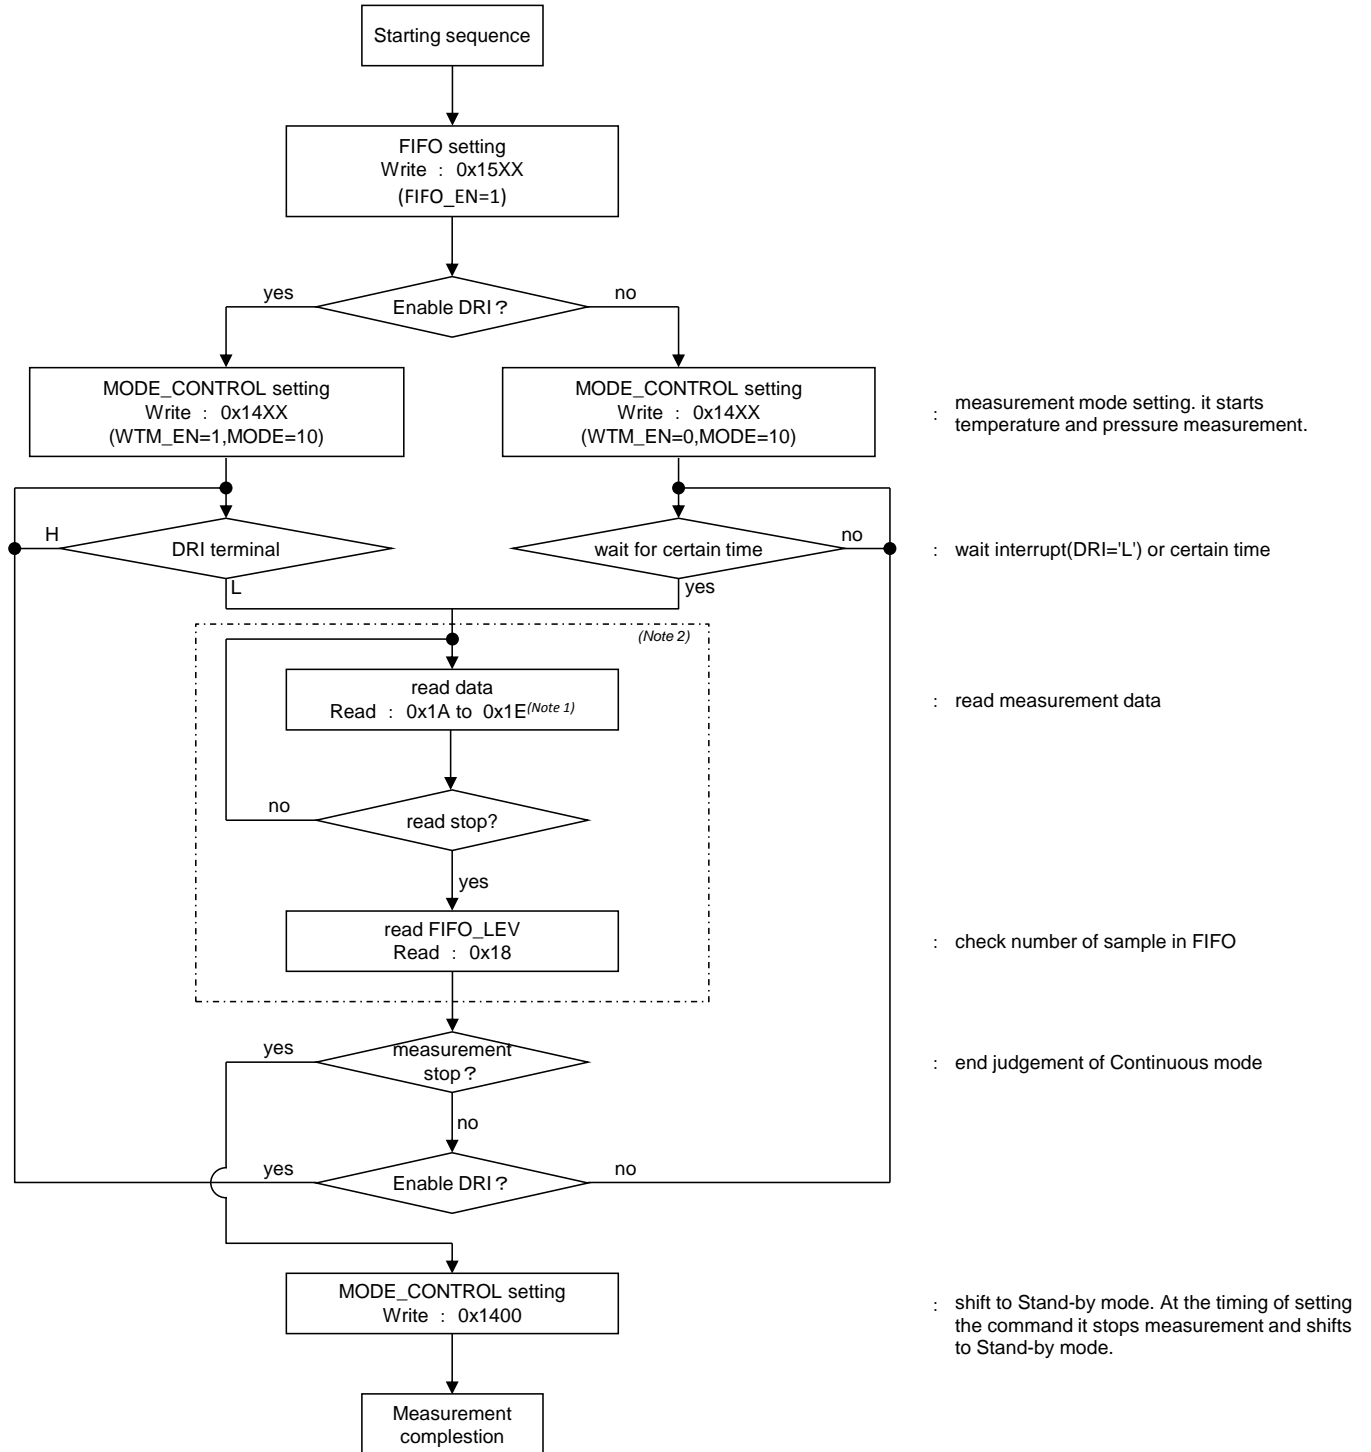 Starting sequence
FIFO setting
Write : 0x15XX
(FIFO_EN=1)
yes
Enable DRI？
no
MODE_CONTROL setting
Write : 0x14XX
(WTM_EN=1,MODE=10)
MODE_CONTROL setting
Write : 0x14XX
(WTM_EN=0,MODE=10)
: measurement mode setting. it starts
temperature and pressure measurement.
H
DRI terminal
L
wait for certain time
no
yes
: wait interrupt(DRI='L') or certain time
(Note 2)
read data
Read : 0x1A to 0x1E(Note 1)
: read measurement data
no
read stop?
yes
read FIFO_LEV
Read : 0x18
: check number of sample in FIFO
yes
measurement
stop？
no
: end judgement of Continuous mode
yes
Enable DRI？
no
MODE_CONTROL setting
Write : 0x1400
: shift to Stand-by mode. At the timing of setting
the command it stops measurement and shifts
to Stand-by mode.
Measurement
complestion